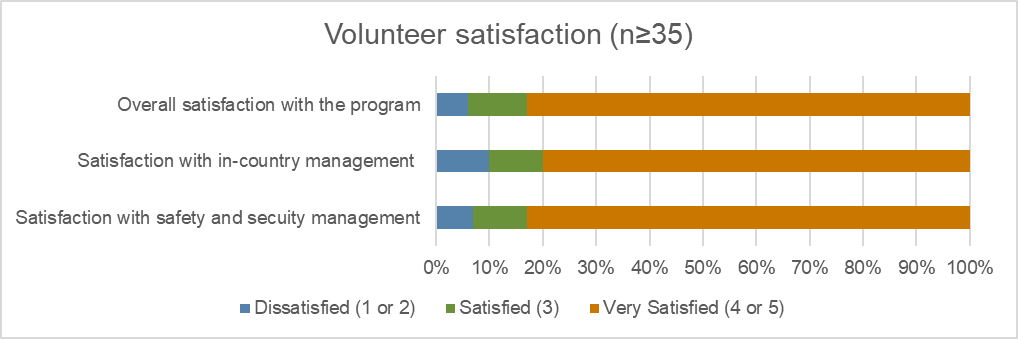 Volunteer satisfaction (n≥35)
Overall satisfaction with the program
Satisfaction with in-country management
Satisfaction with safety and secuity management
0% 10% 20% 30% 40% 50% 60% 70% 80% 90% 100%
Dissatisfied (1 or 2) Satisfied (3) Very Satisfied (4 or 5)